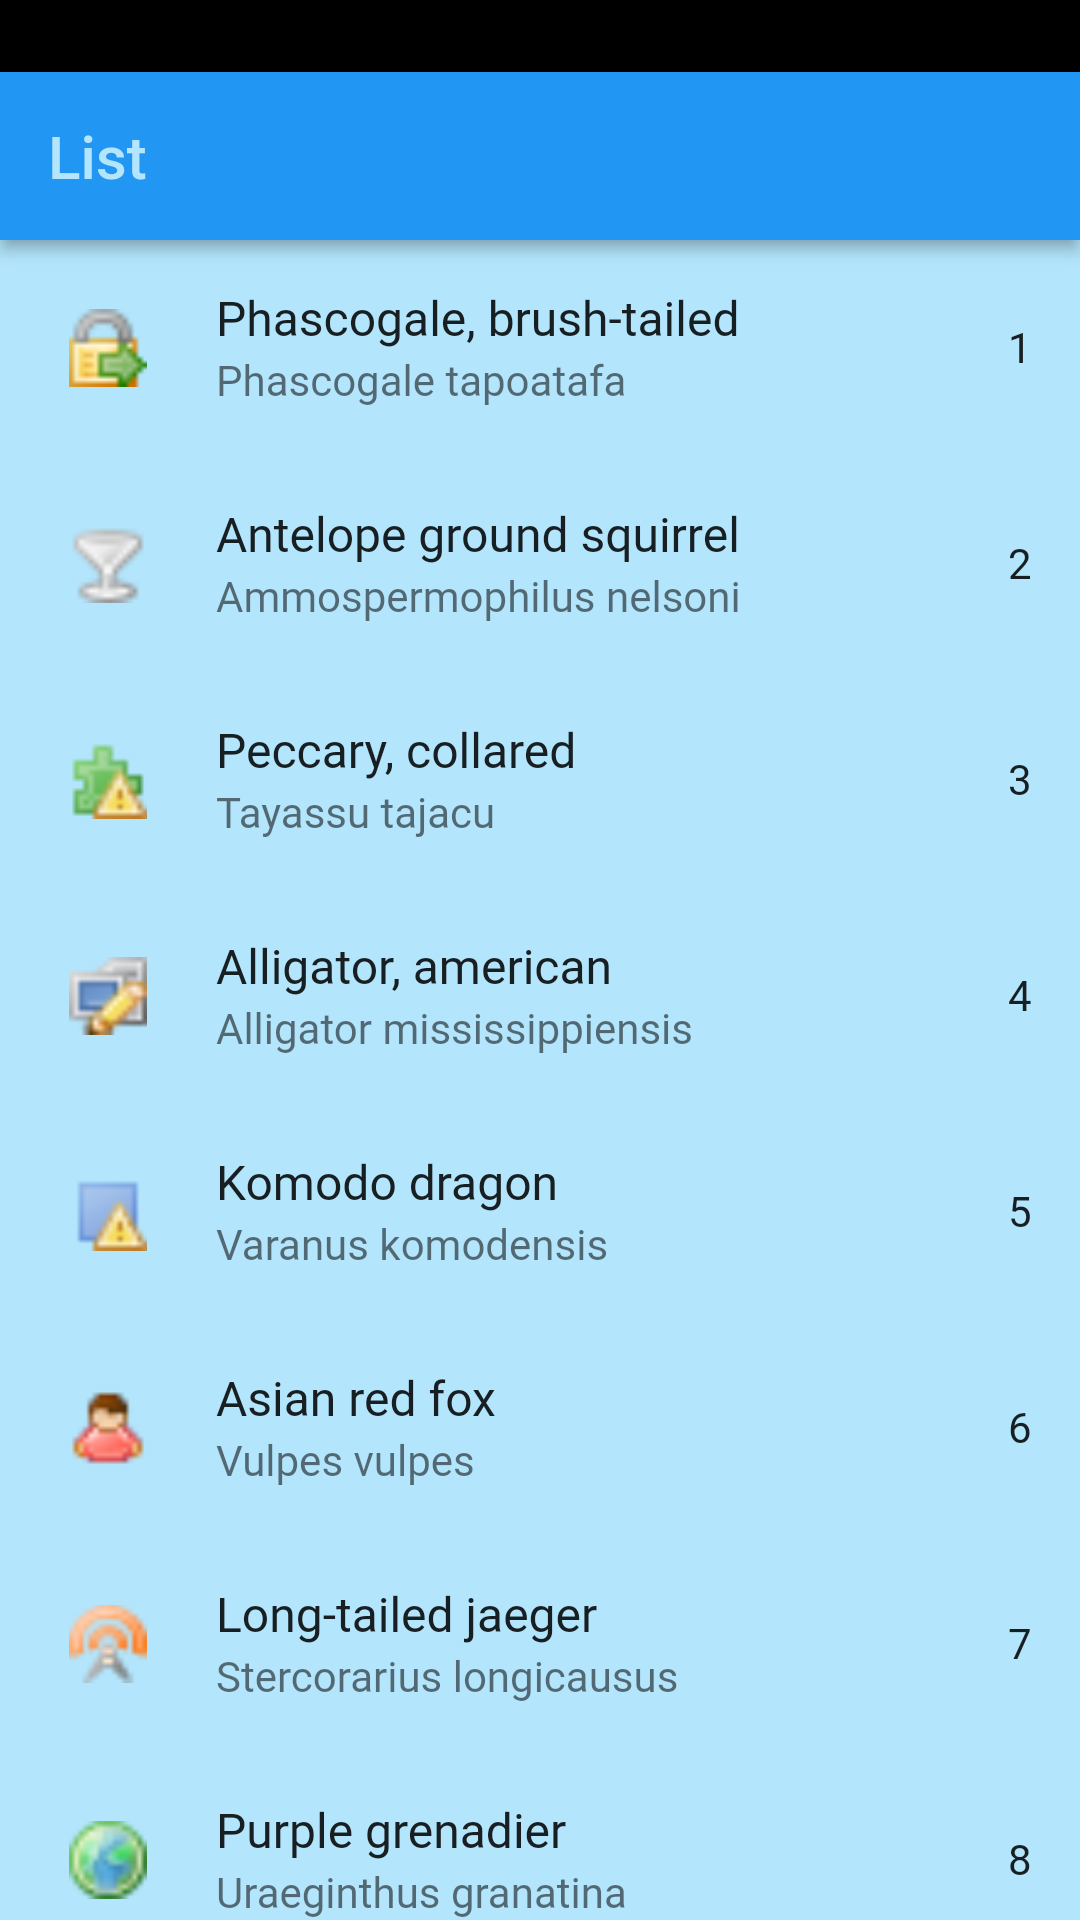 List
Phascogale, brush-tailed
Phascogale tapoatafa
1
Antelope ground squirrel
Ammospermophilus nelsoni
2
Peccary, collared
Tayassu tajacu
3
Alligator, american
Alligator mississippiensis
4
Komodo dragon
Varanus komodensis
5
Asian red fox
Vulpes vulpes
6
Long-tailed jaeger
Stercorarius longicausus
7
Purple grenadier
Uraeginthus granatina
8